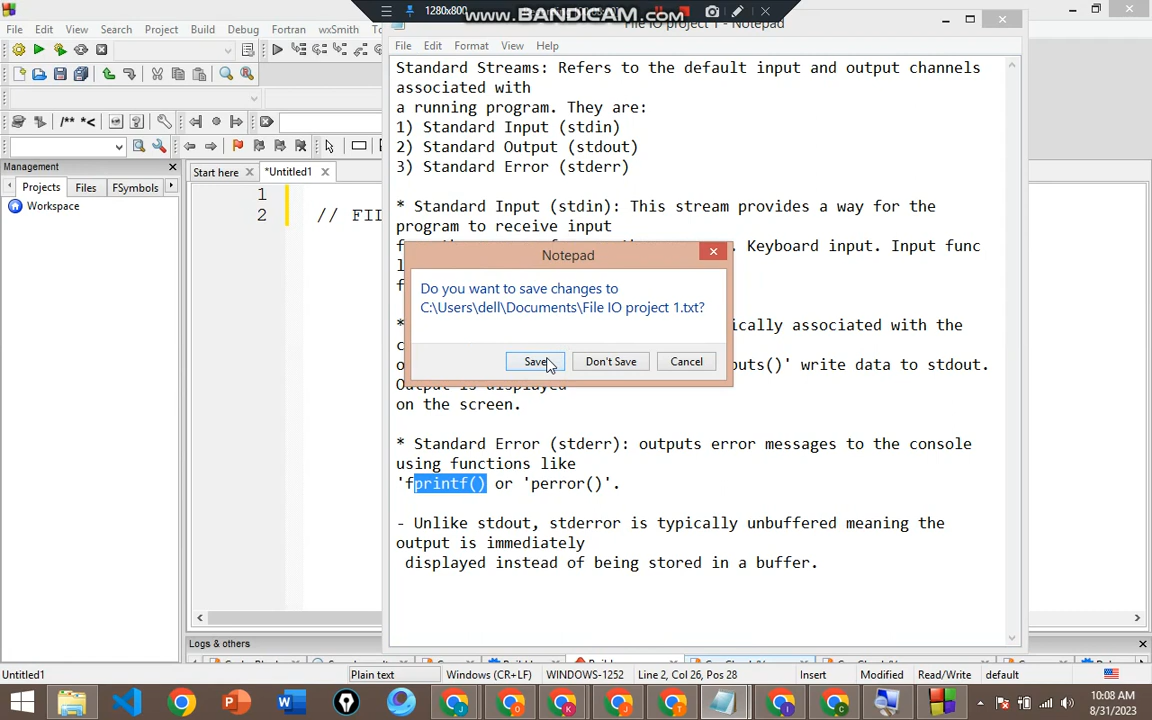 1280x800
www.BANDICAM.com
File IO project 1 - Notepad
File Edit View Search Project Build Debug Fortran wxSmith
File Edit Format View Help
Standard Streams: Refers to the default input and output channels
associated with
a running program. They are:
1) Standard Input (stdin)
2) Standard Output (stdout)
3) Standard Error (stderr)
* Standard Input (stdin): This stream provides a way for the
program to receive input
. Keyboard input. Input func
ically associated with the
puts()' write data to stdout.
Output is displayed
on the screen.
* Standard Error (stderr): outputs error messages to the console
using functions like
'fprintf() or 'perror()'.
- Unlike stdout, stderror is typically unbuffered meaning the
output is immediately
displayed instead of being stored in a buffer.
Notepad
Do you want to save changes to
C:\Users\dell\Documents\File IO project 1.txt?
Save Don't Save Cancel
/** *<
Management
Projects Files FSymbols
Workspace
Start here *Untitled1
1
2 // FI
Logs & others
Untitled1 Plain text Windows (CR+LF) WINDOWS-1252 Line 2, Col 26, Pos 28 Insert Modified Read/Write default
10:08 AM
8/31/2023